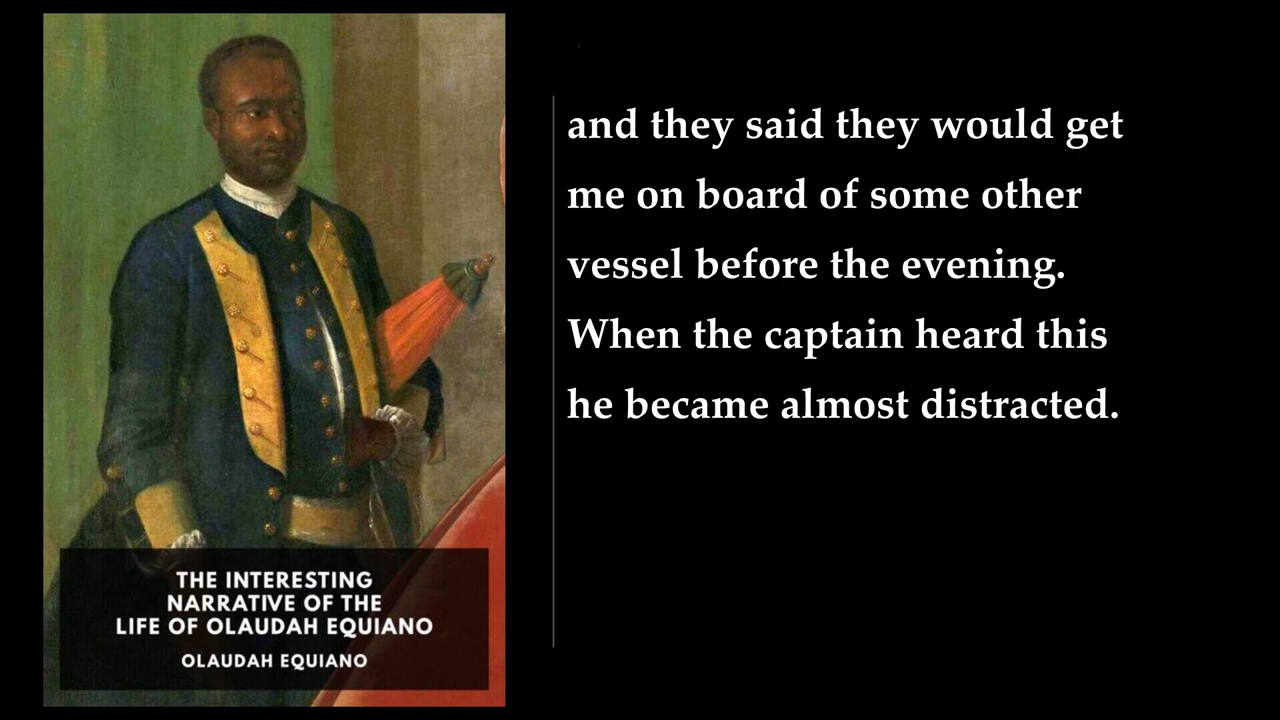 and they said they would get
me on board of some other
vessel before the evening.
When the captain heard this
he became almost distracted.
THE INTERESTING
NARRATIVE OF THE
LIFE OF OLAUDAH EQUIANO
OLAUDAH EQUIANO